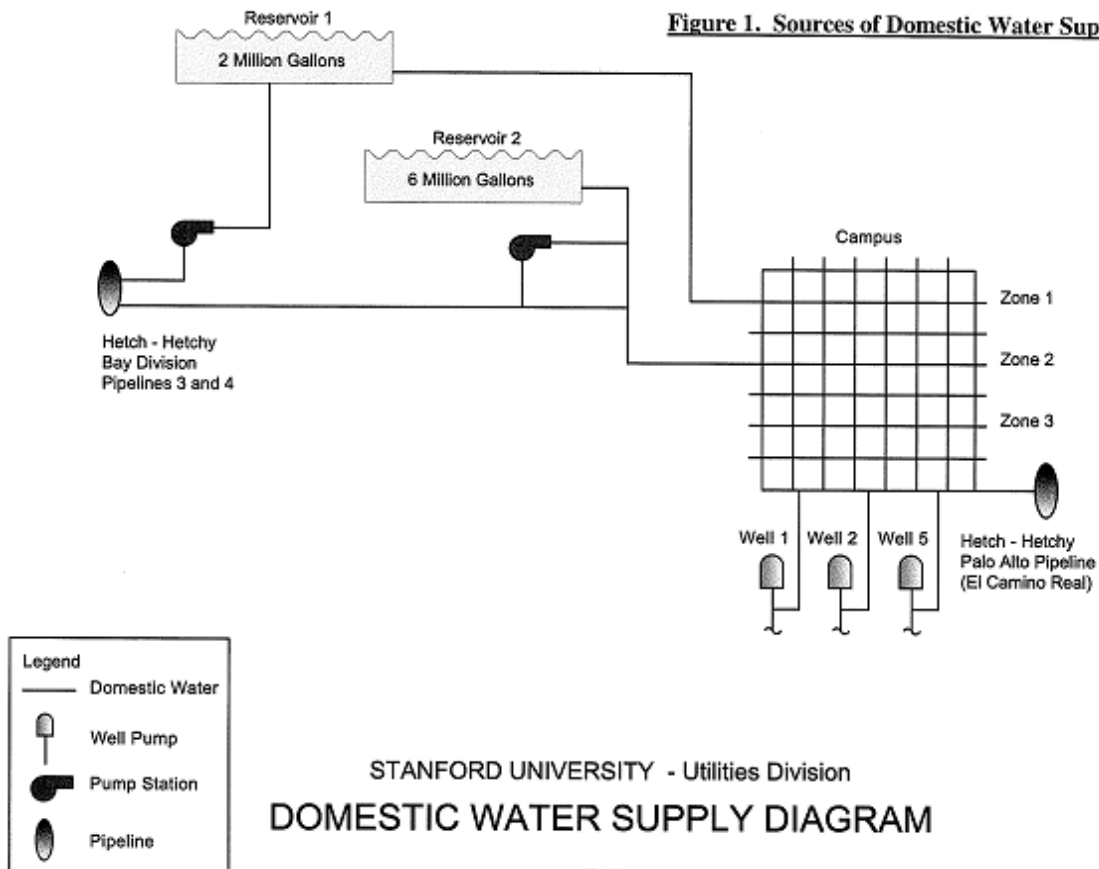 Figure 1. Sources of Domestic Water Sup
Reservoir 1
2 Million Gallons
Reservoir 2
6 Million Gallons
Campus
Zone 1
Zone 2
Zone 3
Hetch - Hetchy
Bay Division
Pipelines 3 and 4
Well 1
Well 2
Well 5
Hetch - Hetchy
Palo Alto Pipeline
(El Camino Real)
Legend
Domestic Water
Well Pump
Pump Station
Pipeline
STANFORD UNIVERSITY - Utilities Division
DOMESTIC WATER SUPPLY DIAGRAM